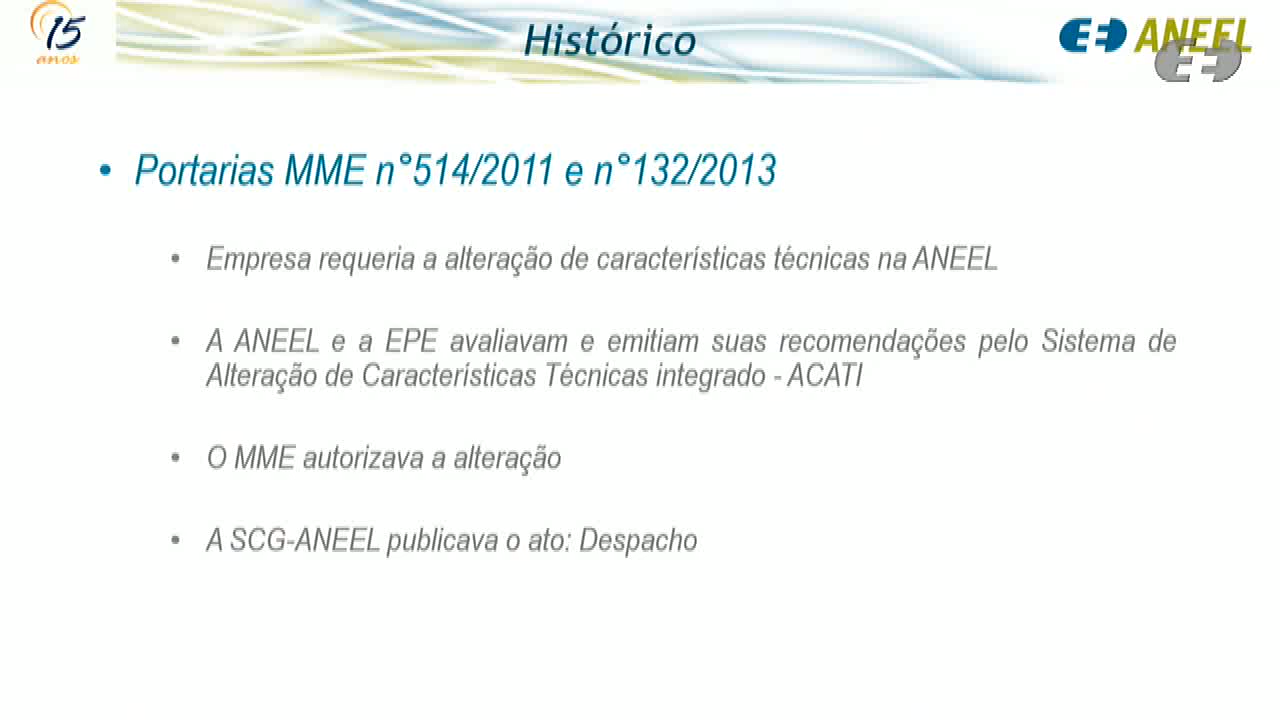 15
anos
Histórico
ANEEL
• Portarias MME n°514/2011 e n°132/2013
• Empresa requeria a alteração de características técnicas na ANEEL
• A ANEEL e a EPE avaliavam e emitiam suas recomendações pelo Sistema de
Alteração de Características Técnicas integrado - ACATI
• O MME autorizava a alteração
• A SCG-ANEEL publicava o ato: Despacho